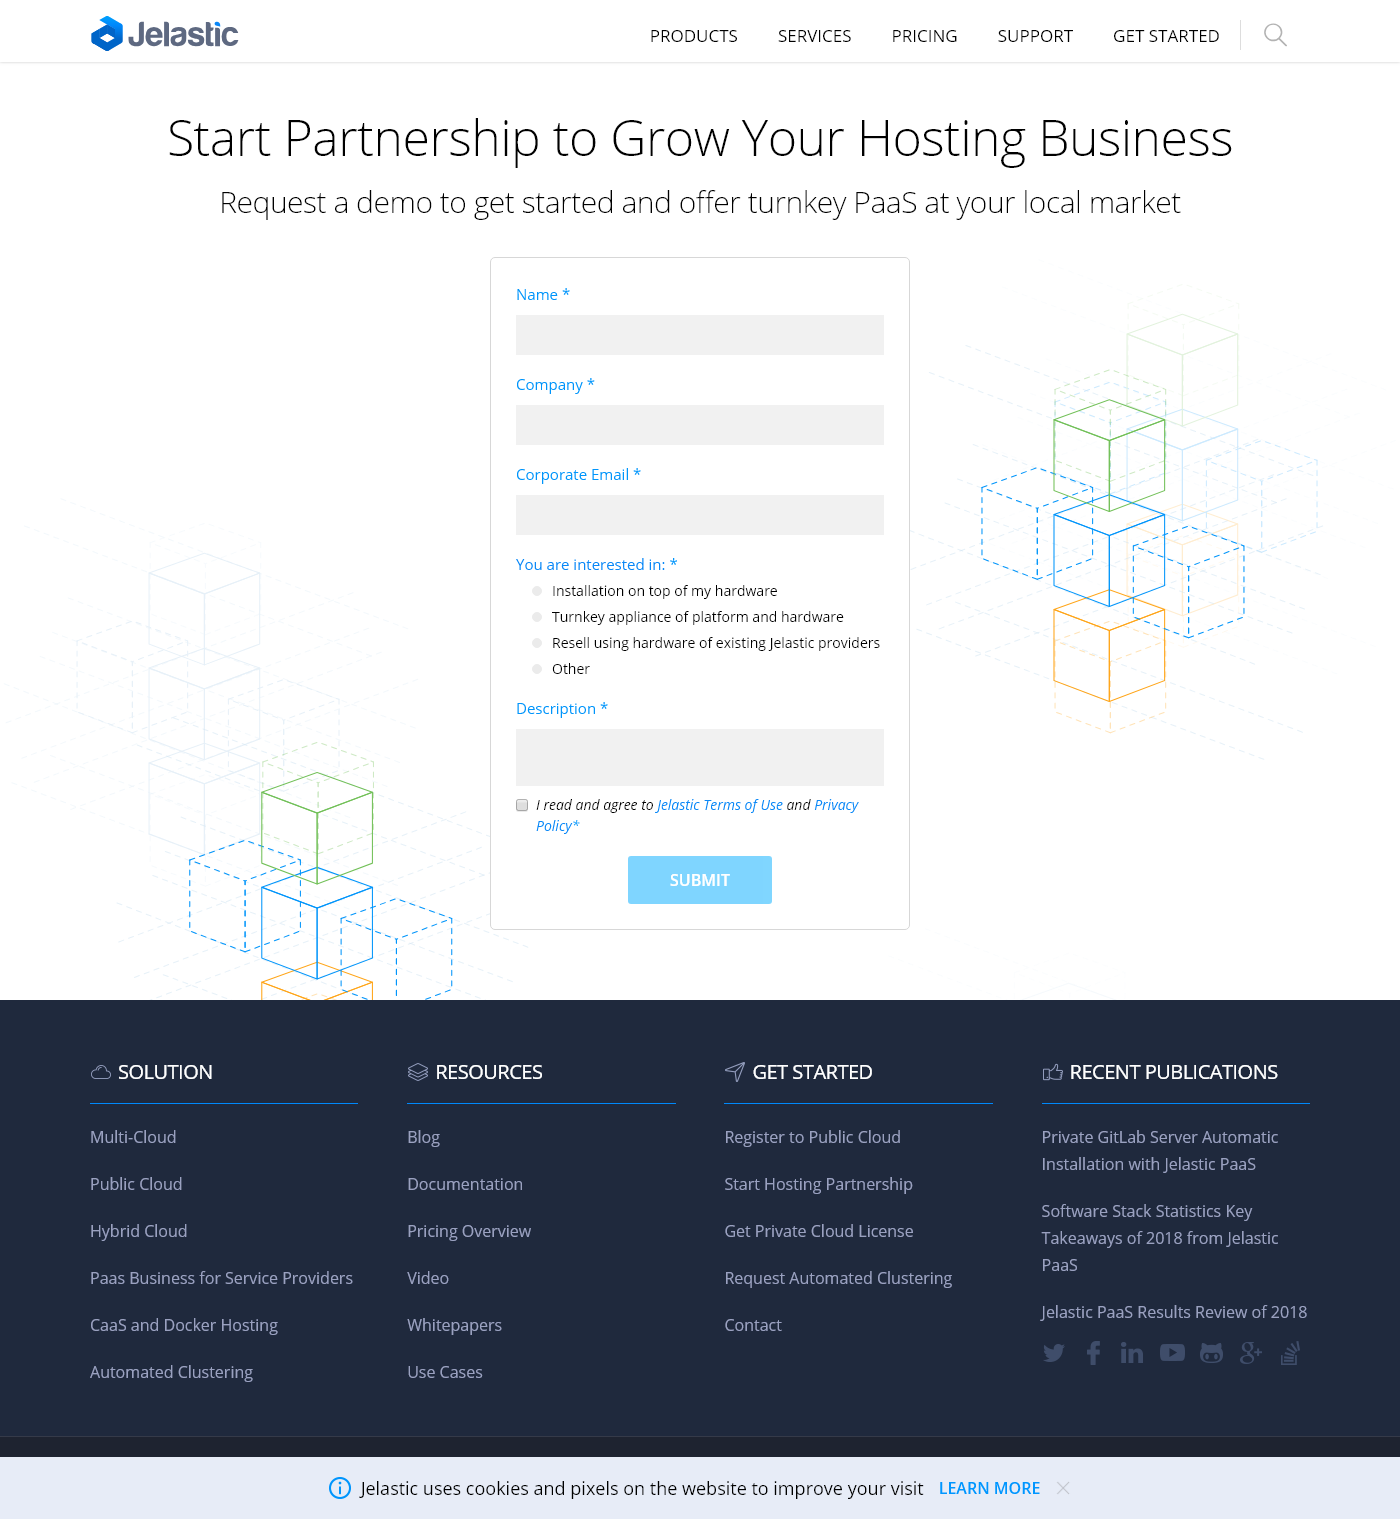 Jelastic
PRODUCTS
SERVICES
PRICING
SUPPORT
GET STARTED
Start Partnership to Grow Your Hosting Business
Request a demo to get started and offer turnkey PaaS at your local market
Name *
Company *
Corporate Email *
You are interested in: *
Installation on top of my hardware
Turnkey appliance of platform and hardware
Resell using hardware of existing Jelastic providers
Other
Description *
I read and agree to Jelastic Terms of Use and Privacy
Policy*
SUBMIT
SOLUTION
Multi-Cloud
Public Cloud
Hybrid Cloud
Paas Business for Service Providers
CaaS and Docker Hosting
Automated Clustering
RESOURCES
Blog
Documentation
Pricing Overview
Video
Whitepapers
Use Cases
GET STARTED
Register to Public Cloud
Start Hosting Partnership
Get Private Cloud License
Request Automated Clustering
Contact
RECENT PUBLICATIONS
Private GitLab Server Automatic
Installation with Jelastic PaaS
Software Stack Statistics Key
Takeaways of 2018 from Jelastic
PaaS
Jelastic PaaS Results Review of 2018
Jelastic uses cookies and pixels on the website to improve your visit
LEARN MORE